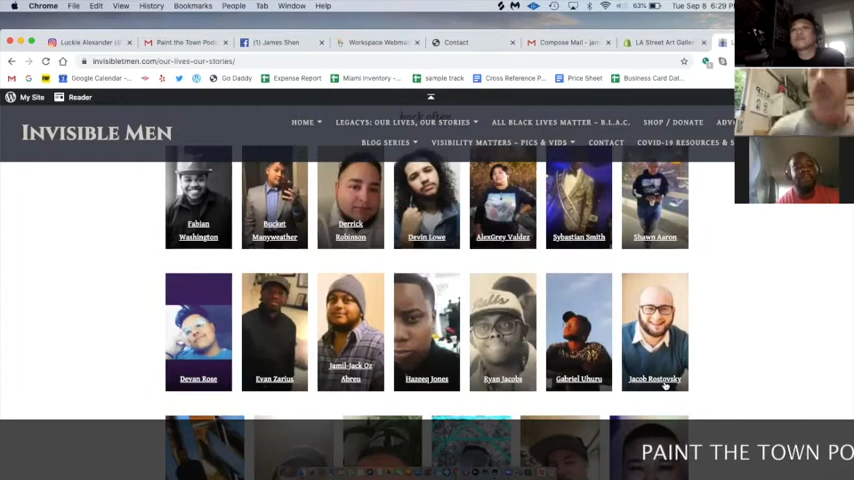 Chrome File Edit View History Bookmarks People Tab Window Help
63% Tue Sep 8 6:29 PM
Luckie Alexander (@
Paint the Town Pod
(1) James Shen
Workspace Webmai
Contact
Compose Mail - jam
LA Street Art Galler
invisibletmen.com/our-lives-our-stories/
Google Calendar Go Daddy Expense Report Miami Inventory sample track Cross Reference P Price Sheet Business Card Dat
My Site Reader
INVISIBLE MEN
HOME LEGACYS: OUR LIVES, OUR STORIES ALL BLACK LIVES MATTER – B.L.A.C. SHOP / DONATE
BLOG SERIES VISIBILITY MATTERS – PICS & VIDS CONTACT COVID-19 RESOURCES &
Fabian Washington
Bucket Manyweather
Derrick Robinson
Devin Lowe
AlexGrey Valdez
Sybastian Smith
Shawn Aaron
Devan Rose
Evan Zarius
Jamil-Jack Oz Abreu
Hazeeq Jones
Ryan Jacobs
Gabriel Uhuru
Jacob Rostovsky
PAINT THE TOWN PO